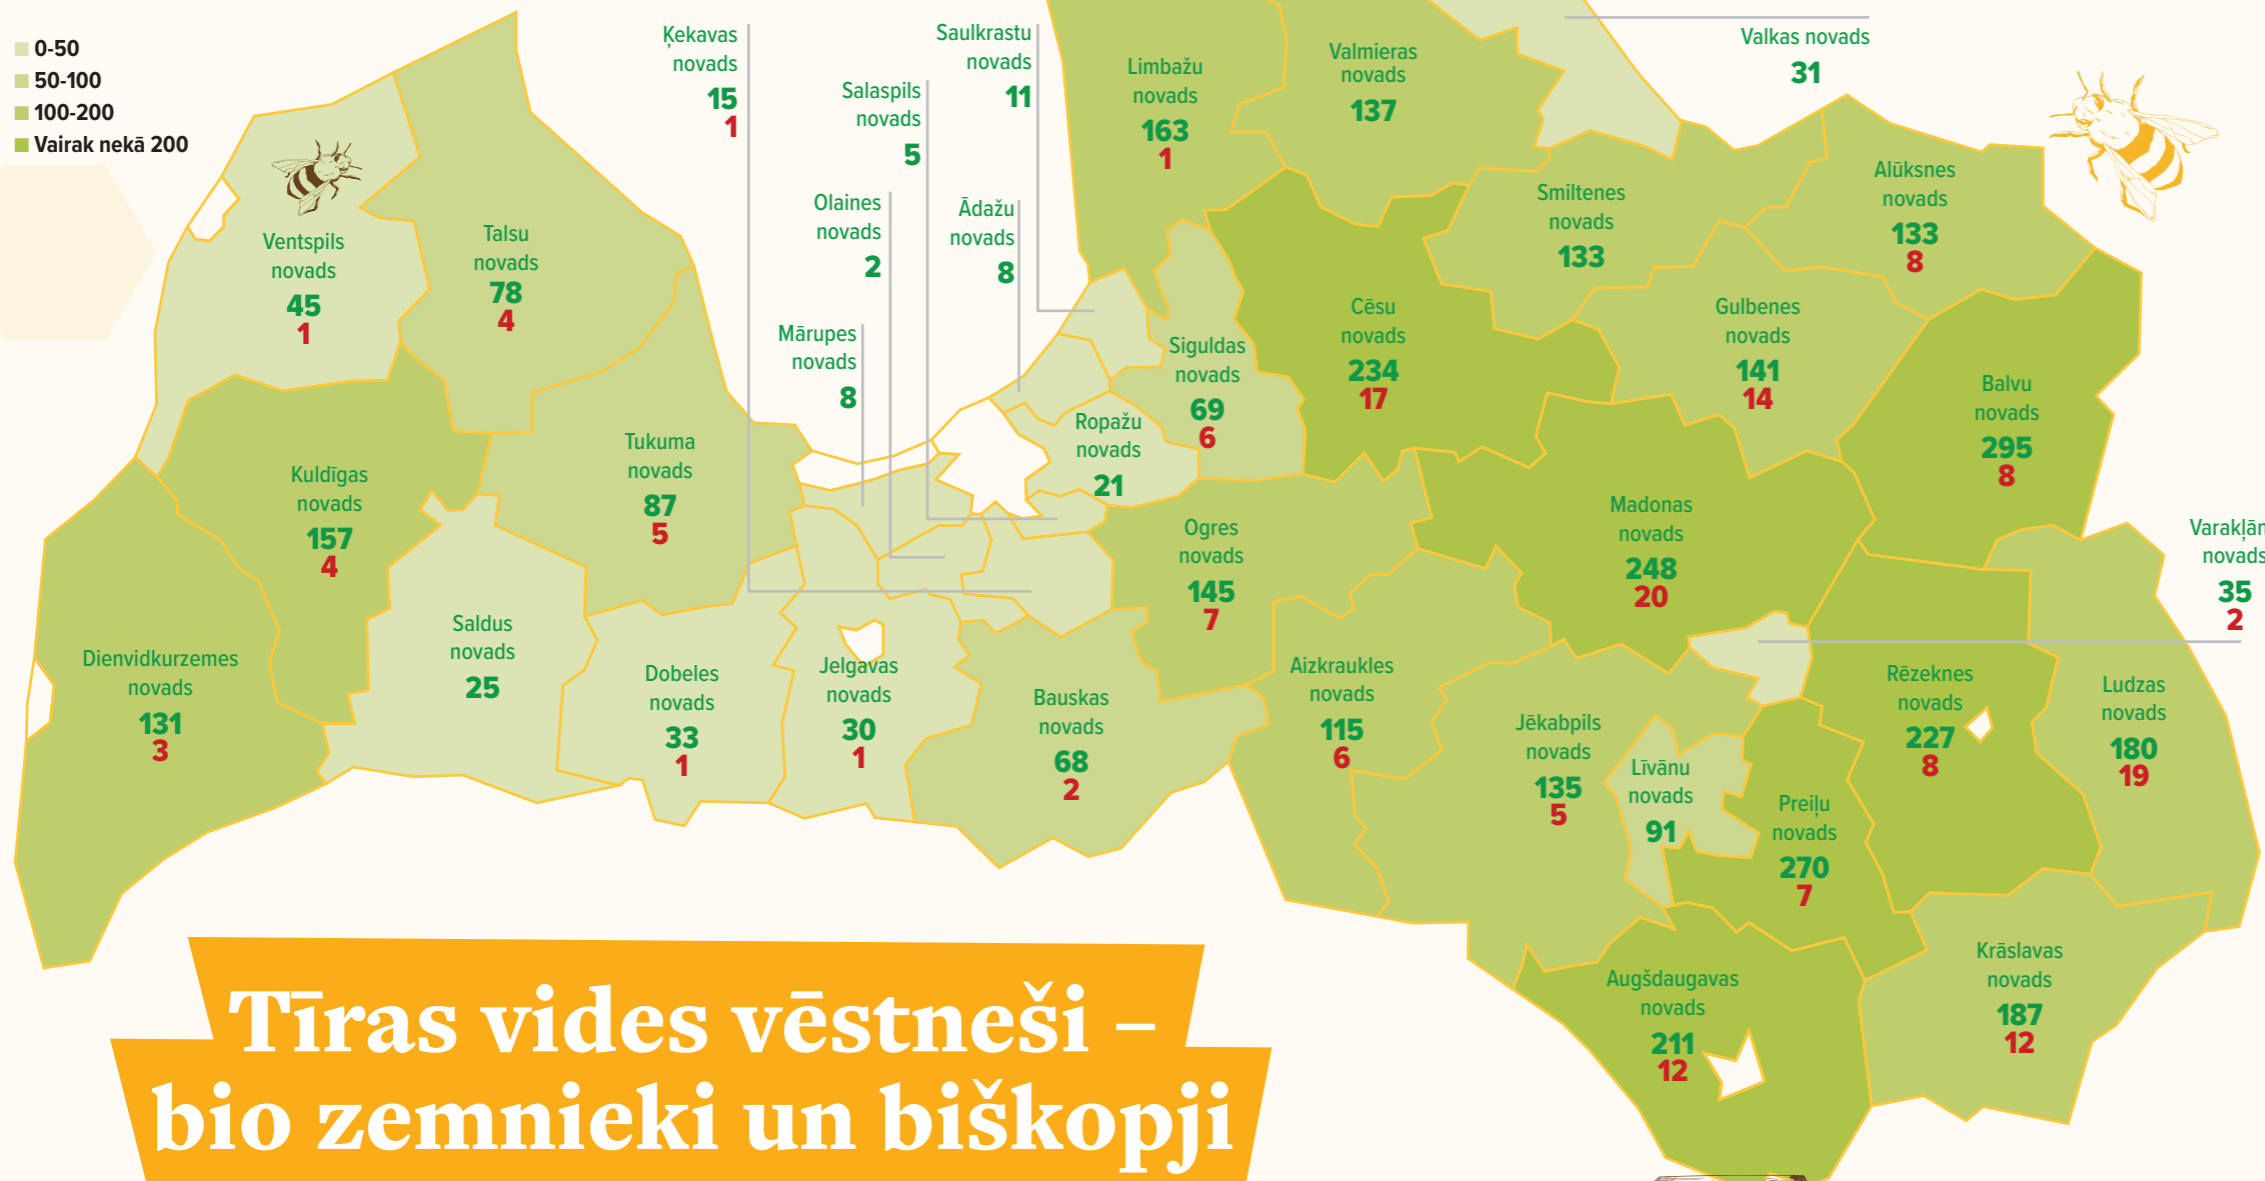 0-50
50-100
100-200
Vairak nekā 200
Ķekavas
novads
15
1
Saulkrastu
novads
11
Salaspils
novads
5
Olaines
novads
2
Ādažu
novads
8
Mārupes
novads
8
Limbažu
novads
163
1
Valmieras
novads
137
Valkas novads
31
Smiltenes
novads
133
Alūksnes
novads
133
8
Ventspils
novads
45
1
Talsu
novads
78
4
Cēsu
novads
234
17
Gulbenes
novads
141
14
Siguldas
novads
69
6
Balvu
novads
295
8
Ropažu
novads
21
Tukuma
novads
87
5
Kuldīgas
novads
157
4
Ogres
novads
145
7
Madonas
novads
248
20
Varakļān
novads
35
2
Dienvidkurzemes
novads
131
3
Saldus
novads
25
Dobeles
novads
33
1
Jelgavas
novads
30
1
Bauskas
novads
68
2
Aizkraukles
novads
115
6
Jēkabpils
novads
135
5
Līvānu
novads
91
Preiļu
novads
270
7
Rēzeknes
novads
227
8
Ludzas
novads
180
19
Augšdaugavas
novads
211
12
Krāslavas
novads
187
12
Tīras vides vēstneši –
bio zemnieki un biškopji